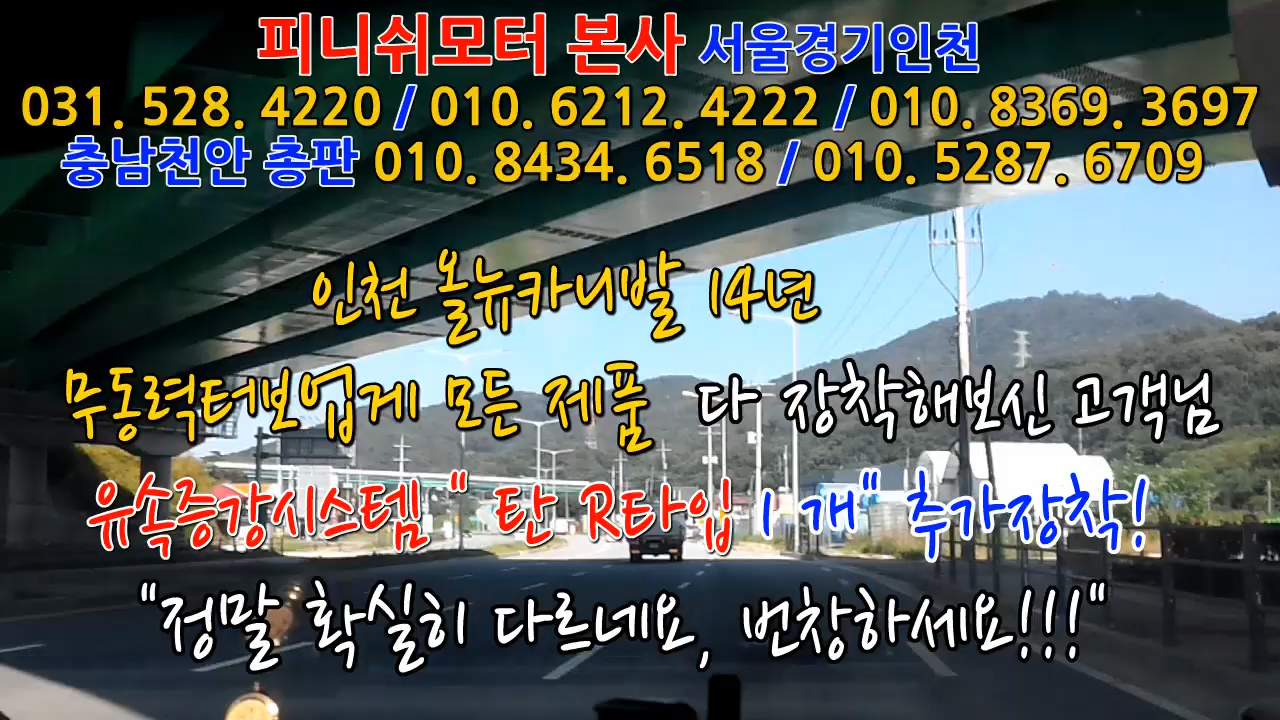 피니쉬모터 본사 서울경기인천
031. 528. 4220 / 010. 6212. 4222 / 010. 8369. 3697
충남천안 총판 010. 8434. 6518 / 010. 5287. 6709
인천 올뉴카니발 14년
무동력터보업게 모든 제품 다 장착해보신 고객님
유속증강시스템 " 탄 R타입 1 개" 추가장착!
"정말 확실히 다르네요, 번창하세요!!!"